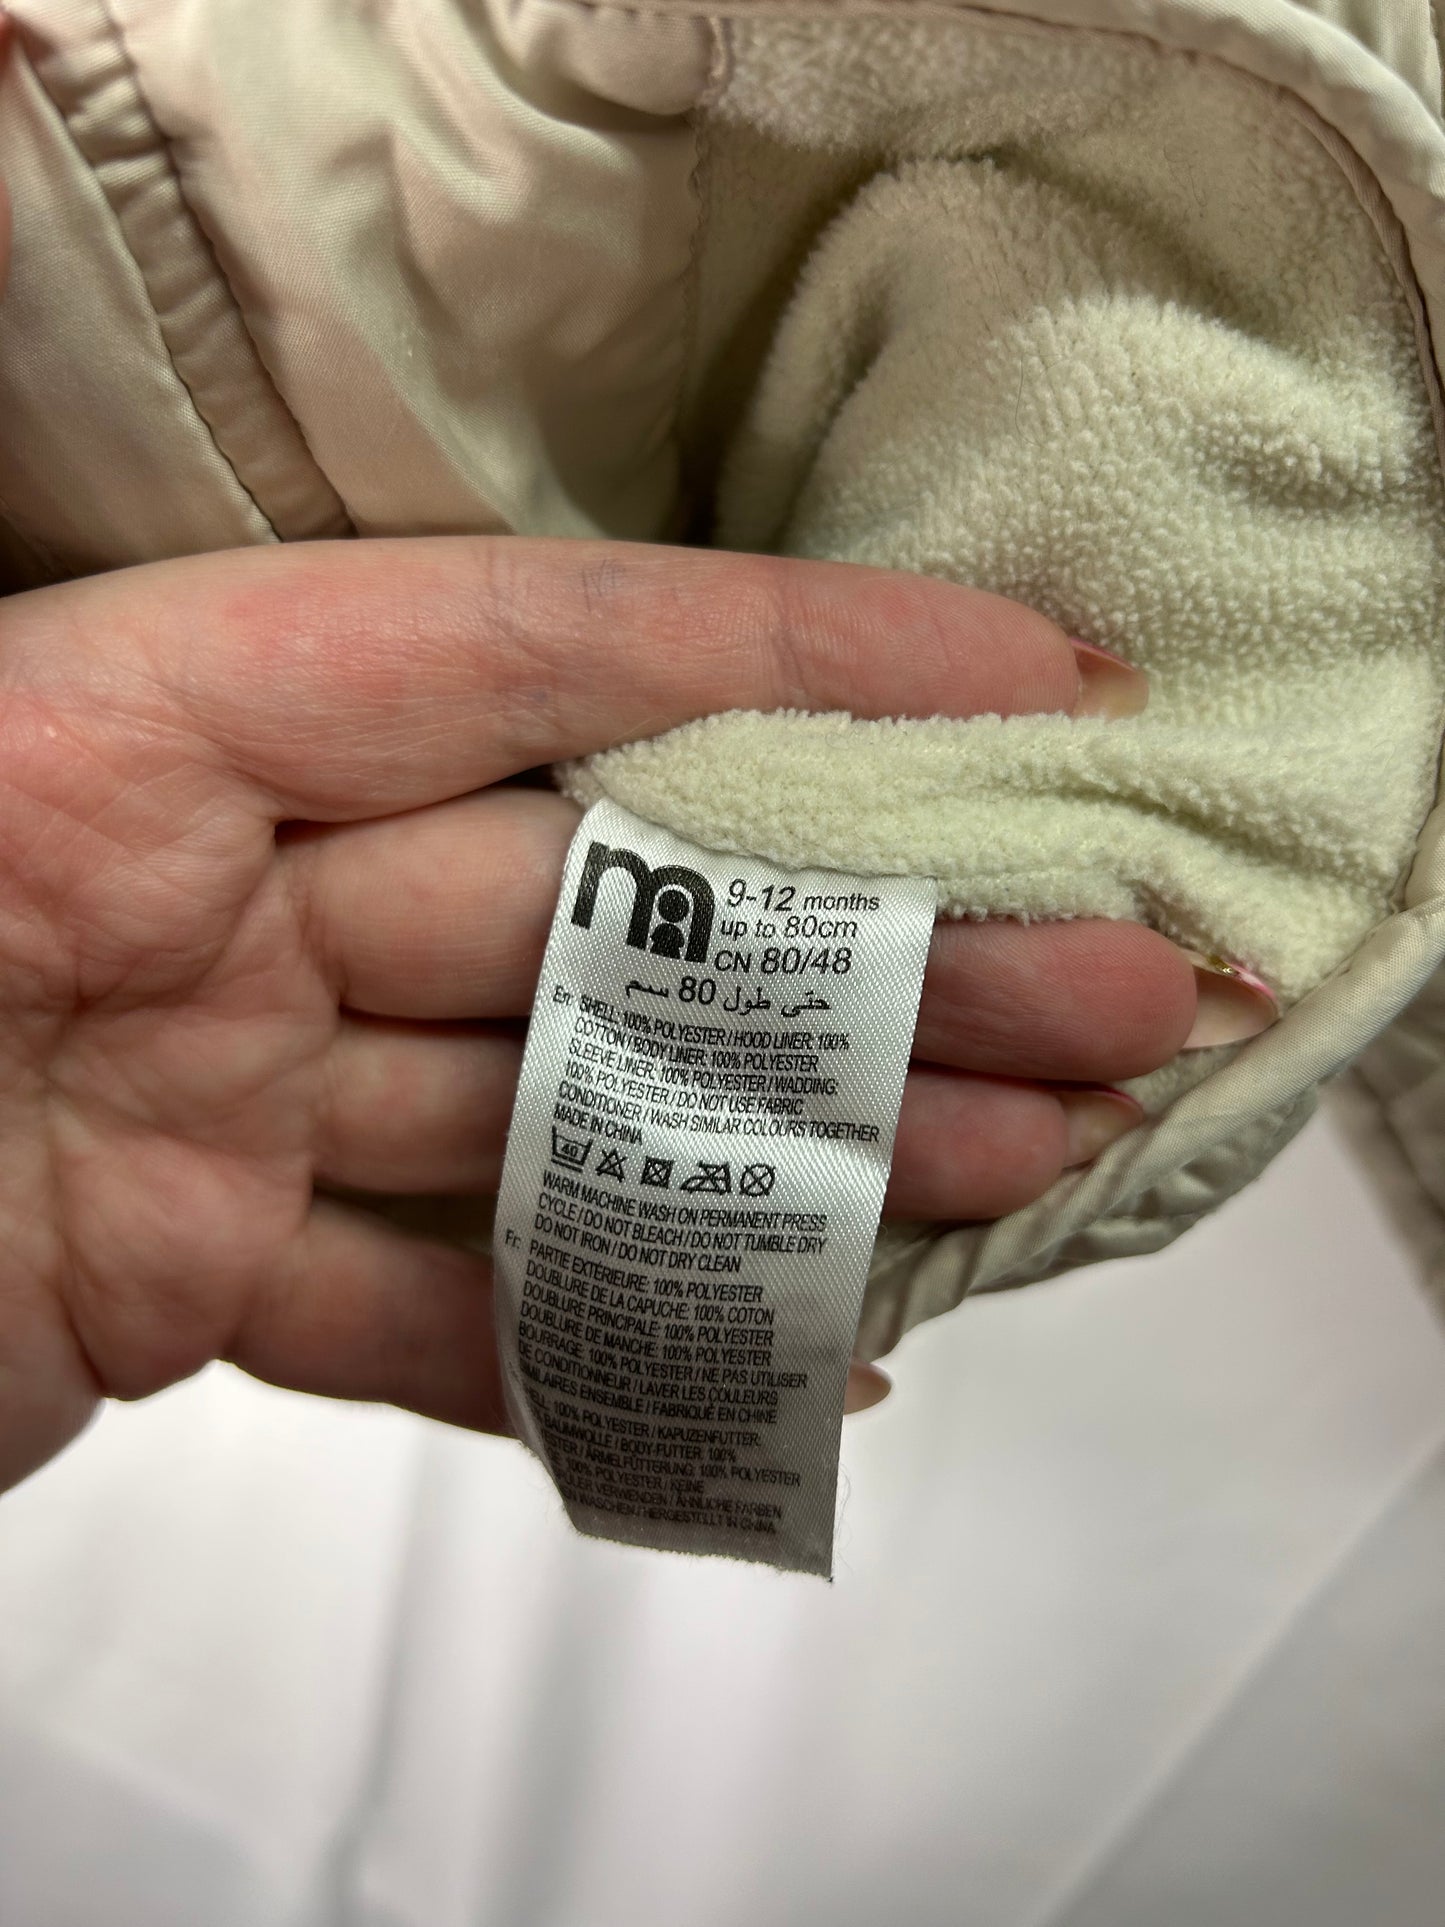 9-12 months
up to 80cm
CN 80/48
حتى طول 80 سم
En: SHELL: 100% POLYESTER / HOOD LINER: 100%
COTTON / BODY LINER: 100% POLYESTER
SLEEVE LINER: 100% POLYESTER / WADDING:
100% POLYESTER / DO NOT USE FABRIC
CONDITIONER / WASH SIMILAR COLOURS TOGETHER
MADE IN CHINA
40
WARM MACHINE WASH ON PERMANENT PRESS
CYCLE / DO NOT BLEACH / DO NOT TUMBLE DRY
DO NOT IRON / DO NOT DRY CLEAN
Fr: PARTIE EXTÉRIEURE: 100% POLYESTER
DOUBLURE DE LA CAPUCHE: 100% COTON
DOUBLURE PRINCIPALE: 100% POLYESTER
DOUBLURE DE MANCHE: 100% POLYESTER
BOURRAGE: 100% POLYESTER / NE PAS UTILISER
DE CONDITIONNEUR / LAVER LES COULEURS
SIMILAIRES ENSEMBLE / FABRIQUÉ EN CHINE
100% POLYESTER / KAPUZENFUTTER:
BAUMWOLLE / BODY-FUTTER: 100%
/ ÄRMELFÜTTERUNG: 100% POLYESTER
100% POLYESTER / KEINE
VERWENDEN / ÄHNLICHE FARBEN
WASCHEN / HERGESTELLT IN CHINA